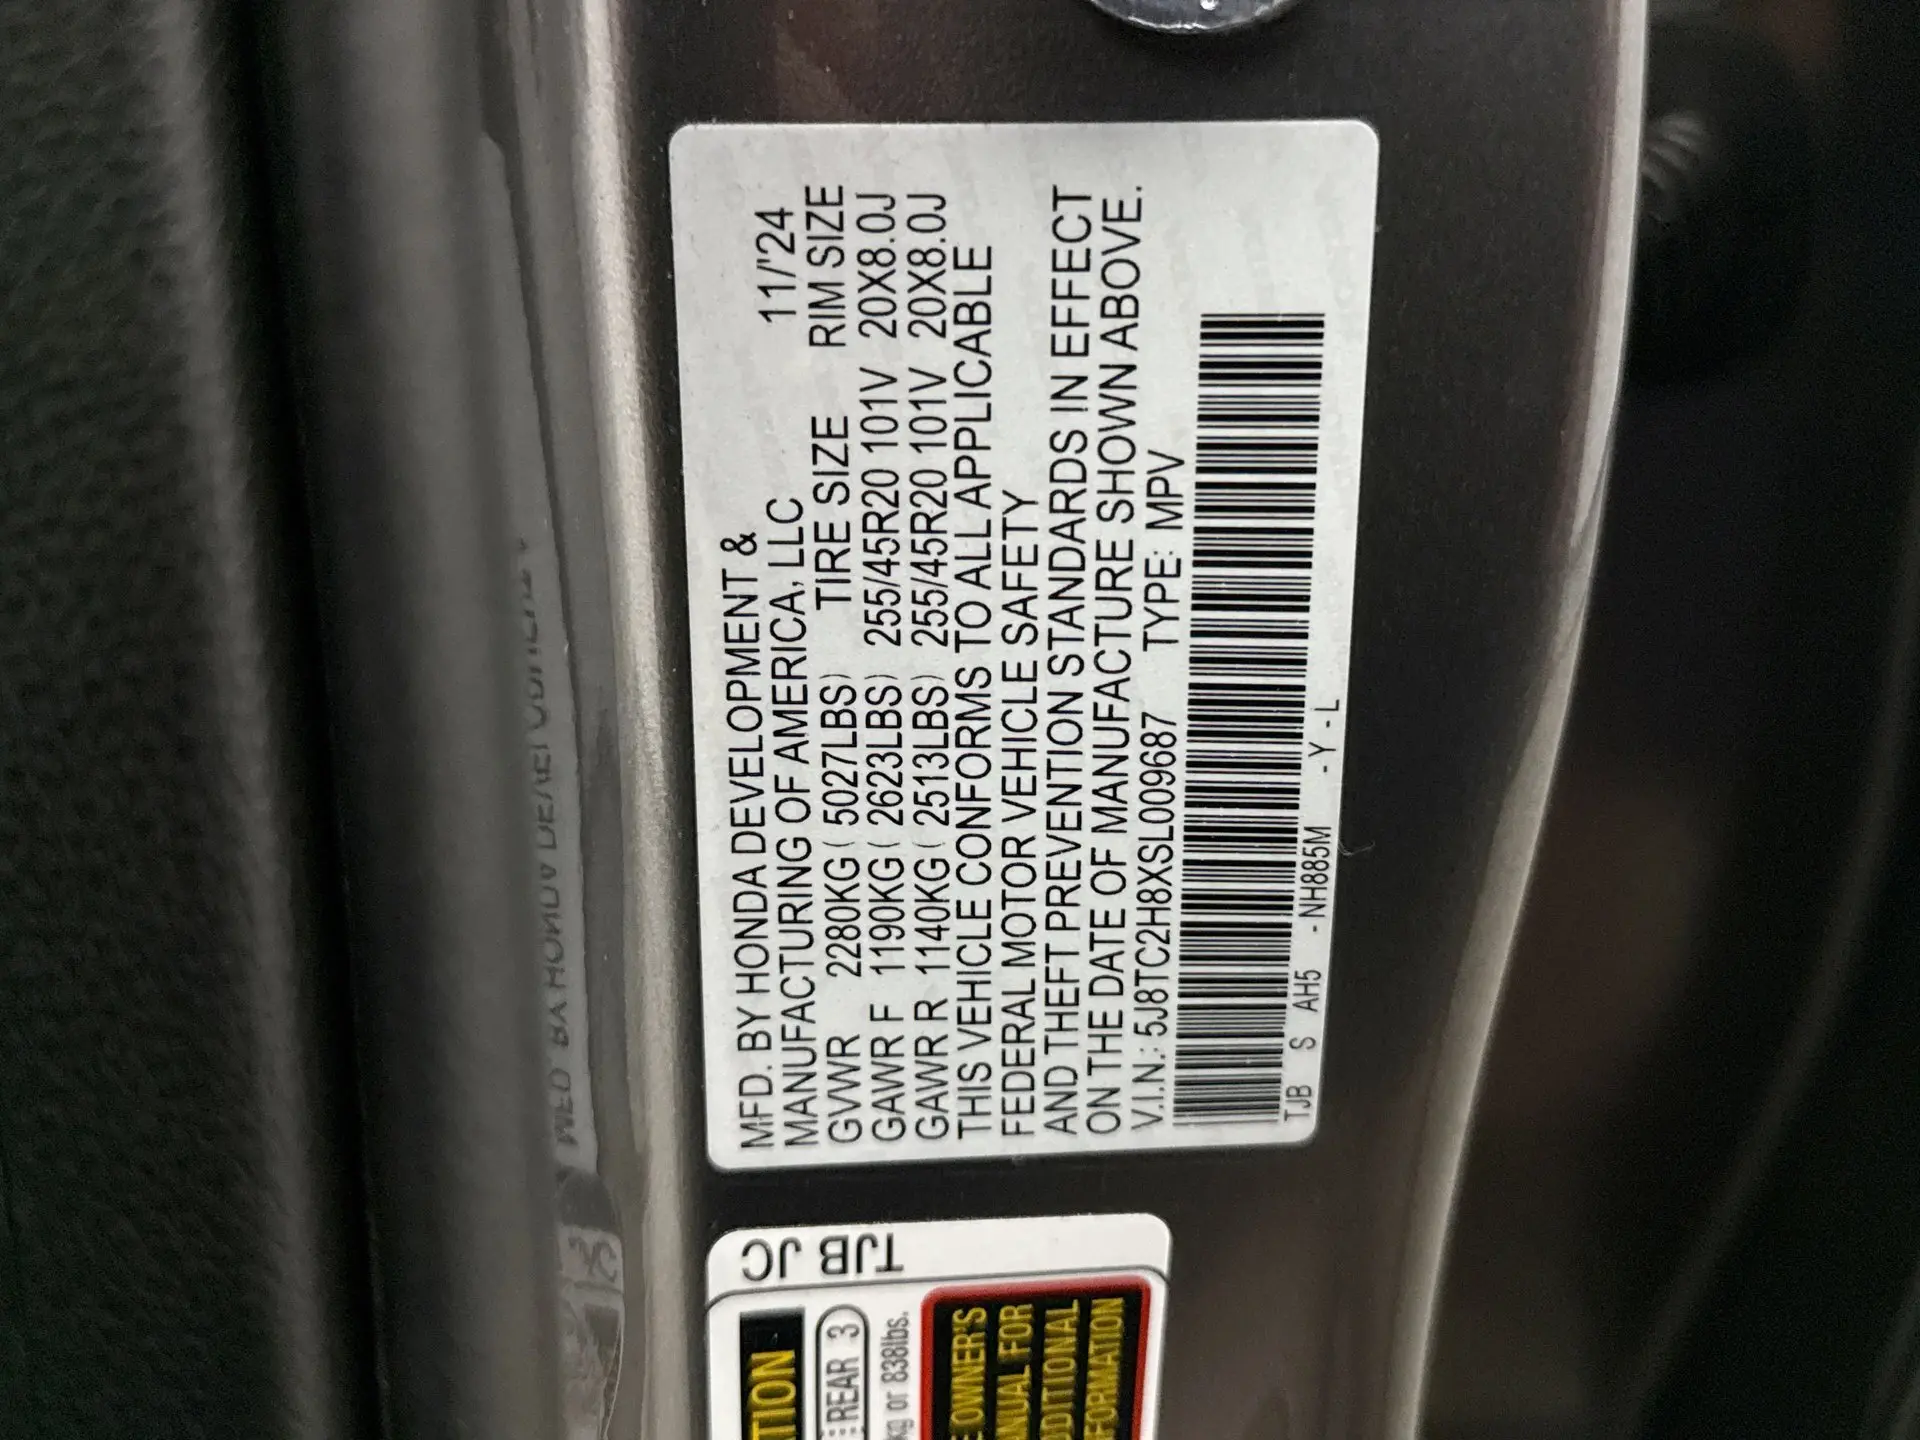 MFD. BY HONDA DEVELOPMENT &
MANUFACTURING OF AMERICA, LLC 11/'24
TIRE SIZE RIM SIZE
GVWR 2280KG ( 5027LBS)
GAWR F 1190KG ( 2623LBS) 255/45R20 101V 20X8.0J
GAWR R 1140KG ( 2513LBS) 255/45R20 101V 20X8.0J
THIS VEHICLE CONFORMS TO ALL APPLICABLE
FEDERAL MOTOR VEHICLE SAFETY
AND THEFT PREVENTION STANDARDS IN EFFECT
ON THE DATE OF MANUFACTURE SHOWN ABOVE.
V.I.N.: 5J8TC2H8XSL009687 TYPE: MPV
TJB S AH5 - NH885M - Y - L
TJB JC
REAR 3
or 838lbs.
OWNER'S
FOR